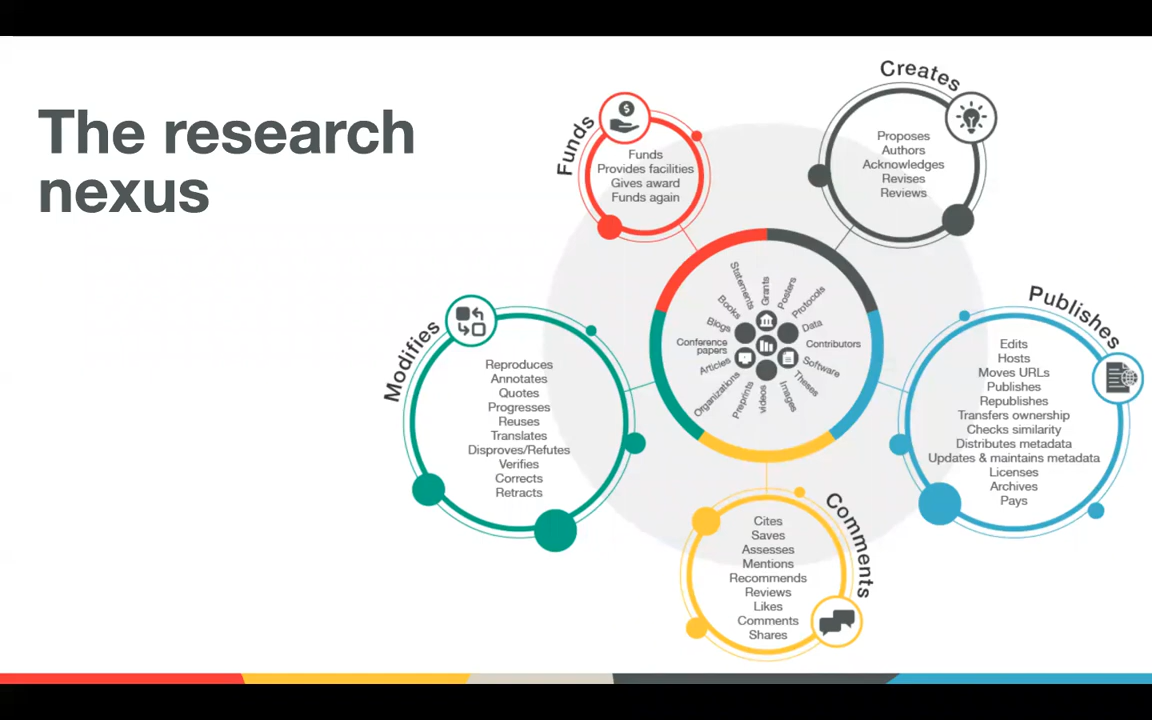 The research
nexus
Funds
Funds
Provides facilities
Gives award
Funds again
Creates
Proposes
Authors
Acknowledges
Revises
Reviews
Publishes
Edits
Hosts
Moves URLs
Publishes
Republishes
Transfers ownership
Checks similarity
Distributes metadata
Updates & maintains metadata
Licenses
Archives
Pays
Comments
Cites
Saves
Assesses
Mentions
Recommends
Reviews
Likes
Comments
Shares
Modifies
Reproduces
Annotates
Quotes
Progresses
Reuses
Translates
Disproves/Refutes
Verifies
Corrects
Retracts
Grants
Posters
Protocols
Data
Contributors
Software
Theses
Images
videos
Preprints
Organizations
Articles
Conference
papers
Blogs
Books
Statements
$